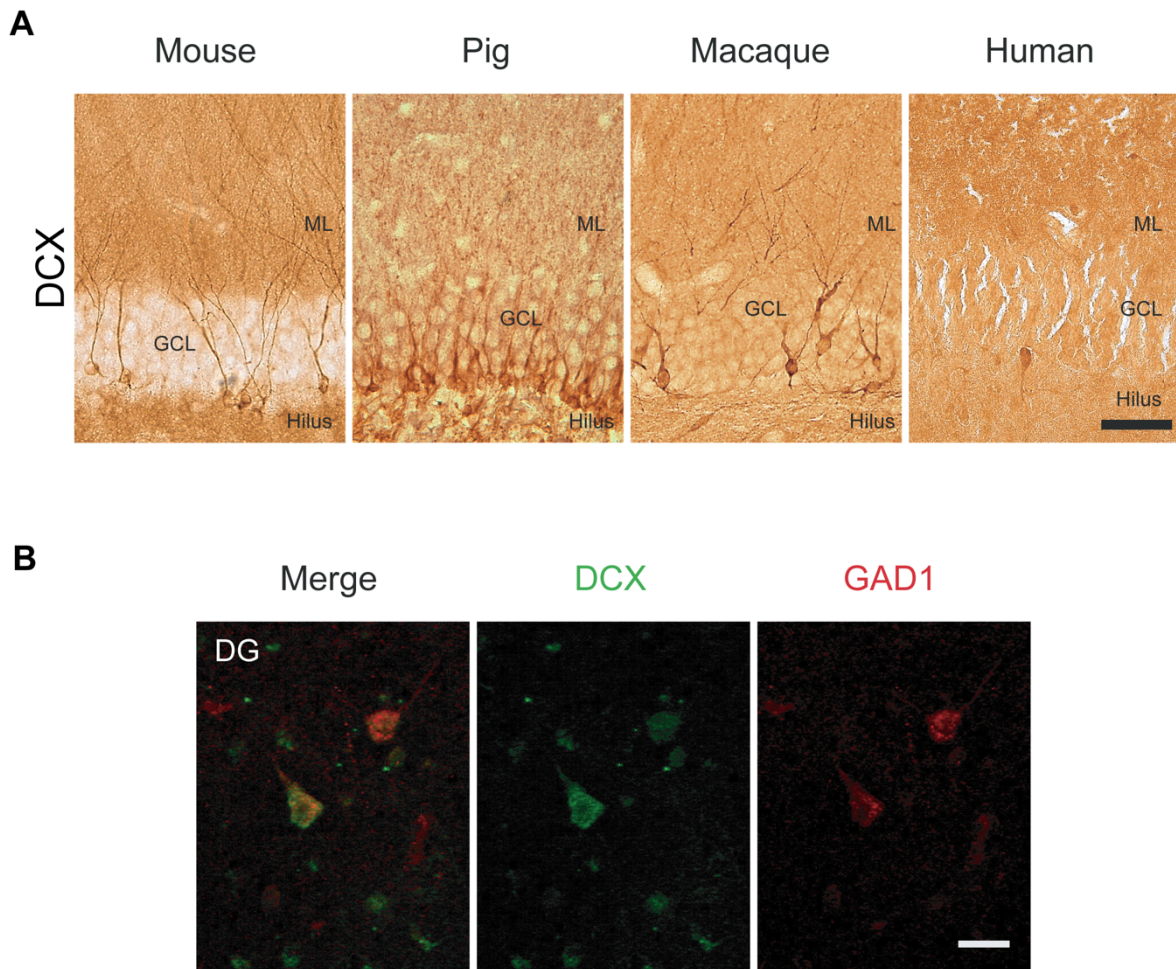 A
Mouse Pig Macaque Human
DCX
ML ML ML ML
GCL GCL GCL GCL
Hilus Hilus Hilus Hilus
B
Merge DCX GAD1
DG